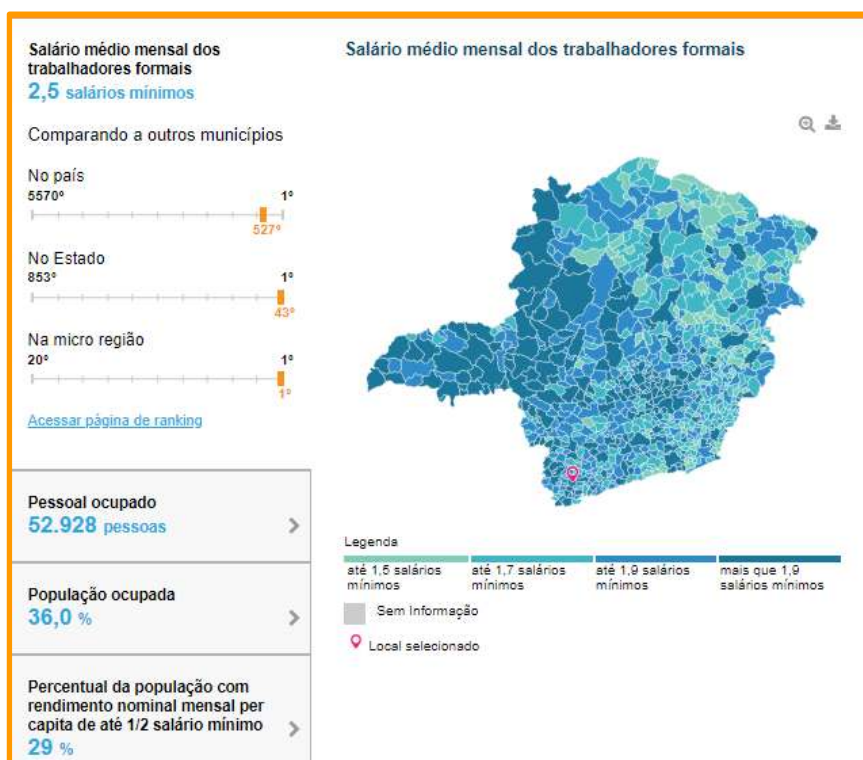 Salário médio mensal dos
trabalhadores formais
2,5 salários mínimos
Comparando a outros municípios
No país
5570º 1º
527º
No Estado
853º 1º
43º
Na micro região
20º 1º
1º
Acessar página de ranking
Pessoal ocupado
52.928 pessoas
População ocupada
36,0 %
Percentual da população com
rendimento nominal mensal per
capita de até 1/2 salário mínimo
29 %
Salário médio mensal dos trabalhadores formais
Legenda
até 1,5 salários
mínimos
até 1,7 salários
mínimos
até 1,9 salários
mínimos
mais que 1,9
salários mínimos
Sem Informação
Local selecionado